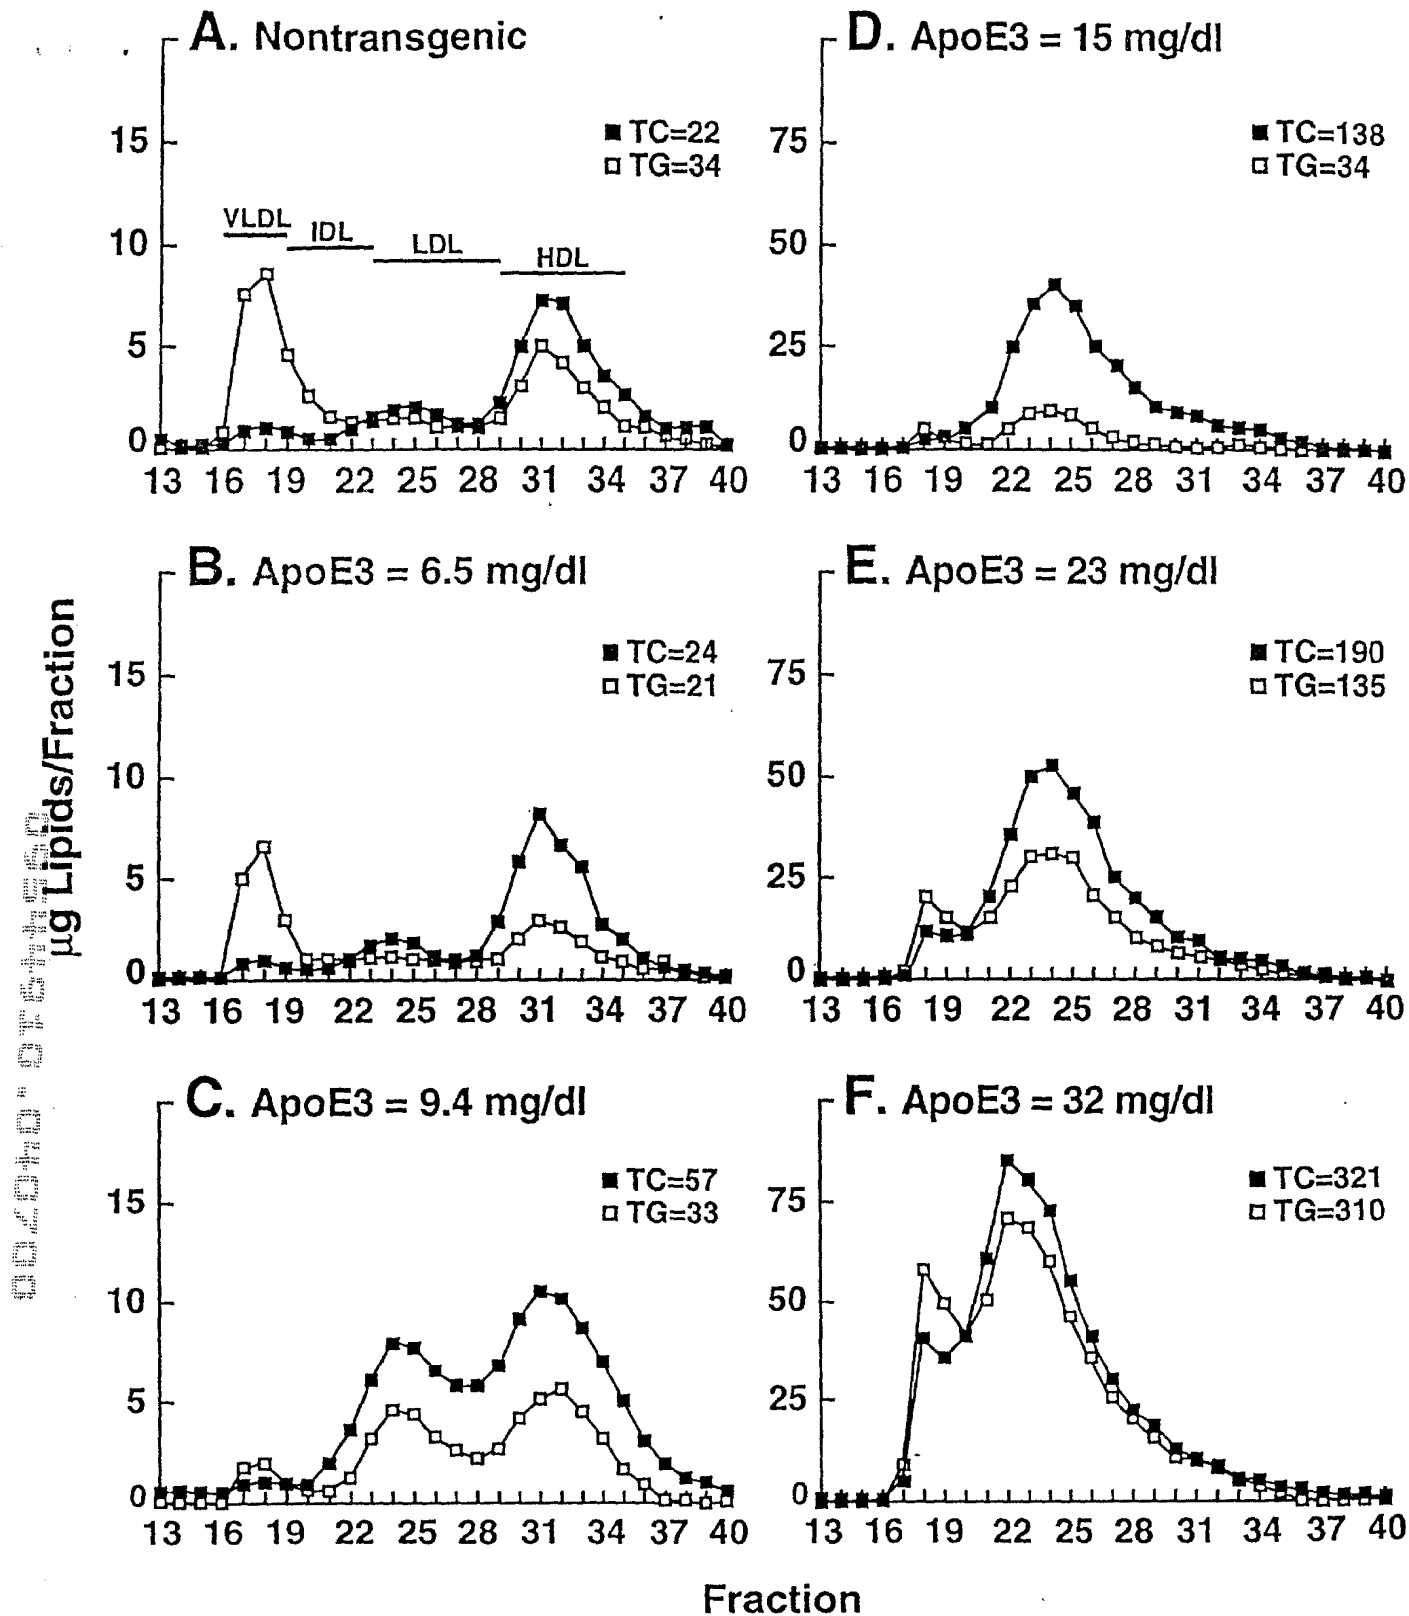 A. Nontransgenic
TC=22
TG=34
VLDL
IDL
LDL
HDL
15
10
5
0
13 16 19 22 25 28 31 34 37 40
B. ApoE3 = 6.5 mg/dl
TC=24
TG=21
15
10
5
0
13 16 19 22 25 28 31 34 37 40
C. ApoE3 = 9.4 mg/dl
TC=57
TG=33
15
10
5
0
13 16 19 22 25 28 31 34 37 40
D. ApoE3 = 15 mg/dl
TC=138
TG=34
75
50
25
0
13 16 19 22 25 28 31 34 37 40
E. ApoE3 = 23 mg/dl
TC=190
TG=135
75
50
25
0
13 16 19 22 25 28 31 34 37 40
F. ApoE3 = 32 mg/dl
TC=321
TG=310
75
50
25
0
13 16 19 22 25 28 31 34 37 40
µg Lipids/Fraction
Fraction